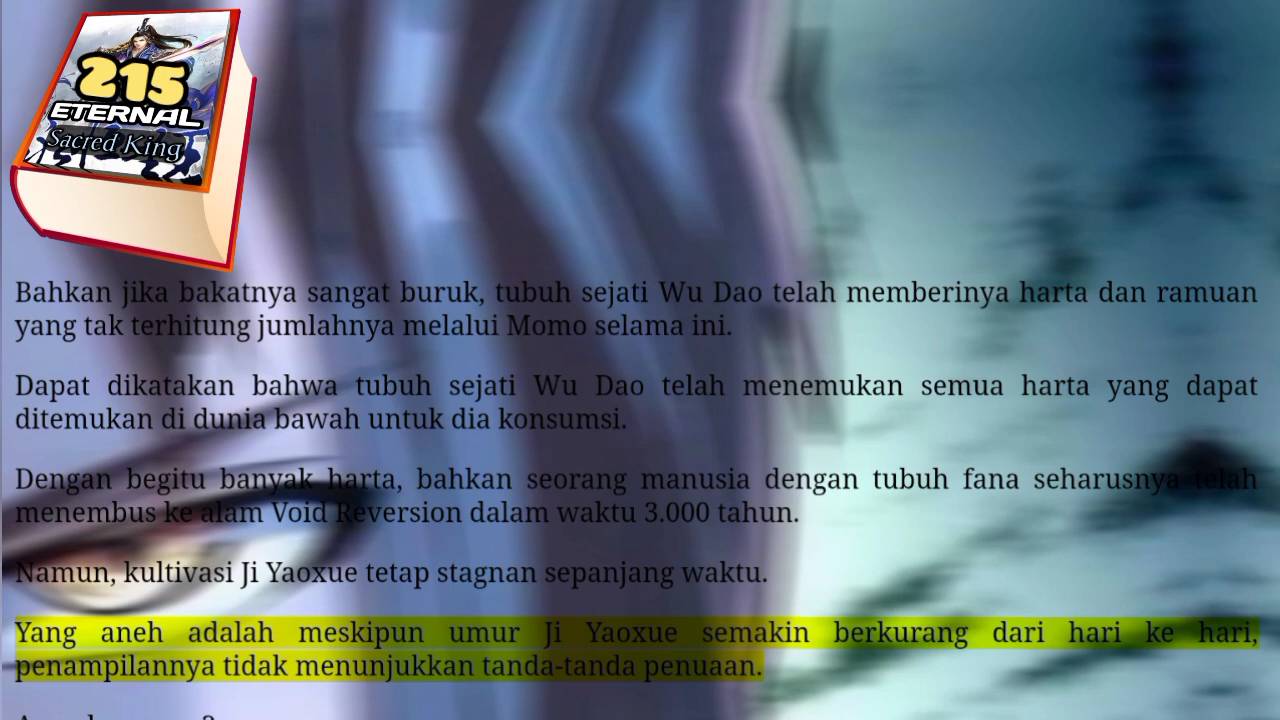 215
ETERNAL
Sacred King
Bahkan jika bakatnya sangat buruk, tubuh sejati Wu Dao telah memberinya harta dan ramuan
yang tak terhitung jumlahnya melalui Momo selama ini.
Dapat dikatakan bahwa tubuh sejati Wu Dao telah menemukan semua harta yang dapat
ditemukan di dunia bawah untuk dia konsumsi.
Dengan begitu banyak harta, bahkan seorang manusia dengan tubuh fana seharusnya telah
menembus ke alam Void Reversion dalam waktu 3.000 tahun.
Namun, kultivasi Ji Yaoxue tetap stagnan sepanjang waktu.
Yang aneh adalah meskipun umur Ji Yaoxue semakin berkurang dari hari ke hari,
penampilannya tidak menunjukkan tanda-tanda penuaan.